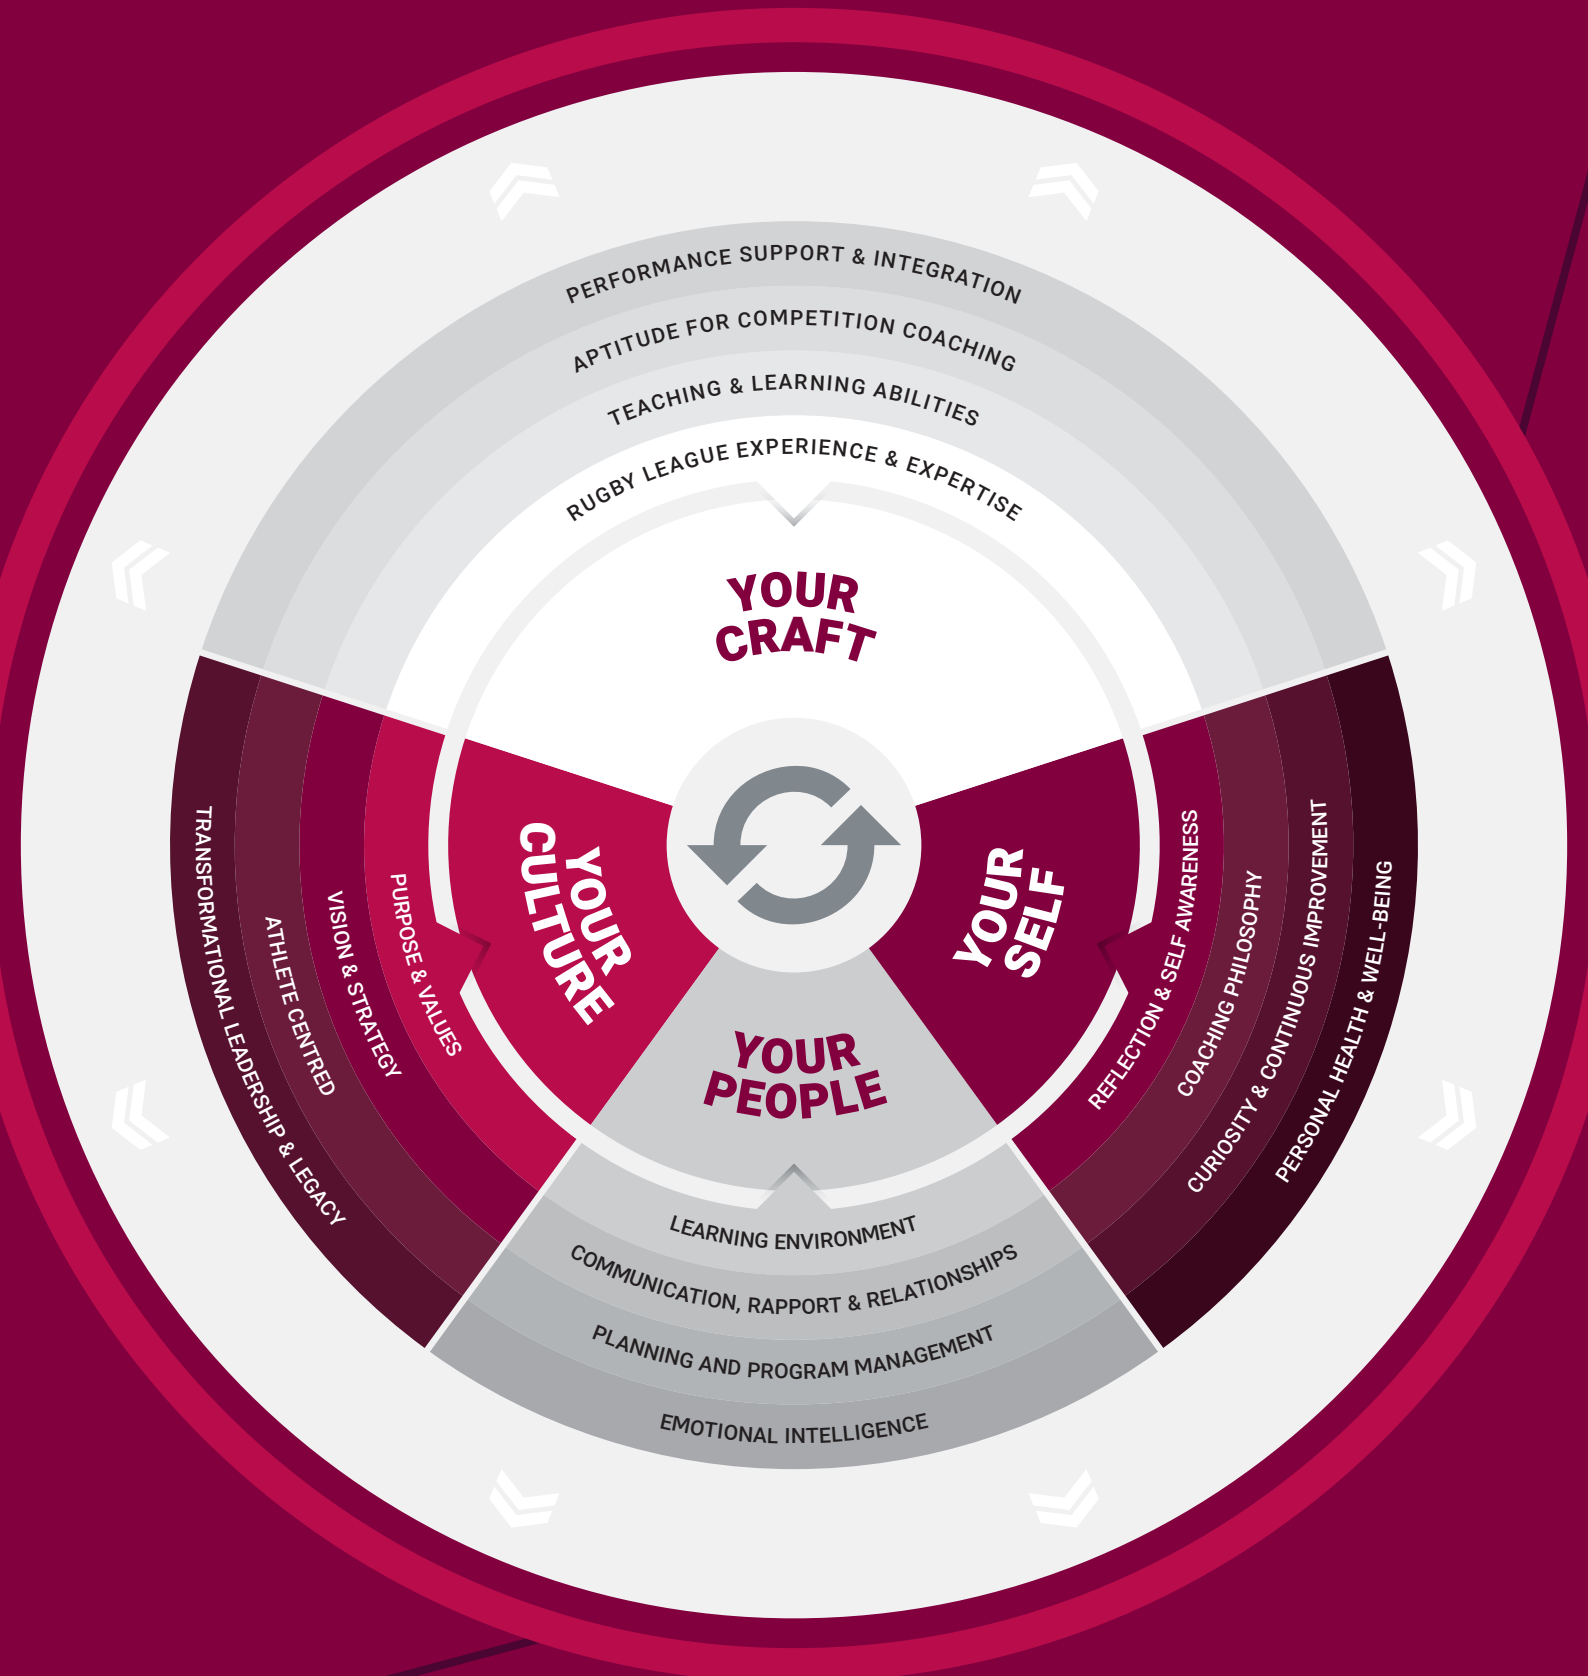 PERFORMANCE SUPPORT & INTEGRATION
APTITUDE FOR COMPETITION COACHING
TEACHING & LEARNING ABILITIES
RUGBY LEAGUE EXPERIENCE & EXPERTISE
YOUR
CRAFT
YOUR
SELF
REFLECTION & SELF AWARENESS
COACHING PHILOSOPHY
CURIOSITY & CONTINUOUS IMPROVEMENT
PERSONAL HEALTH & WELL-BEING
YOUR
PEOPLE
LEARNING ENVIRONMENT
COMMUNICATION, RAPPORT & RELATIONSHIPS
PLANNING AND PROGRAM MANAGEMENT
EMOTIONAL INTELLIGENCE
YOUR
CULTURE
PURPOSE & VALUES
VISION & STRATEGY
ATHLETE CENTRED
TRANSFORMATIONAL LEADERSHIP & LEGACY